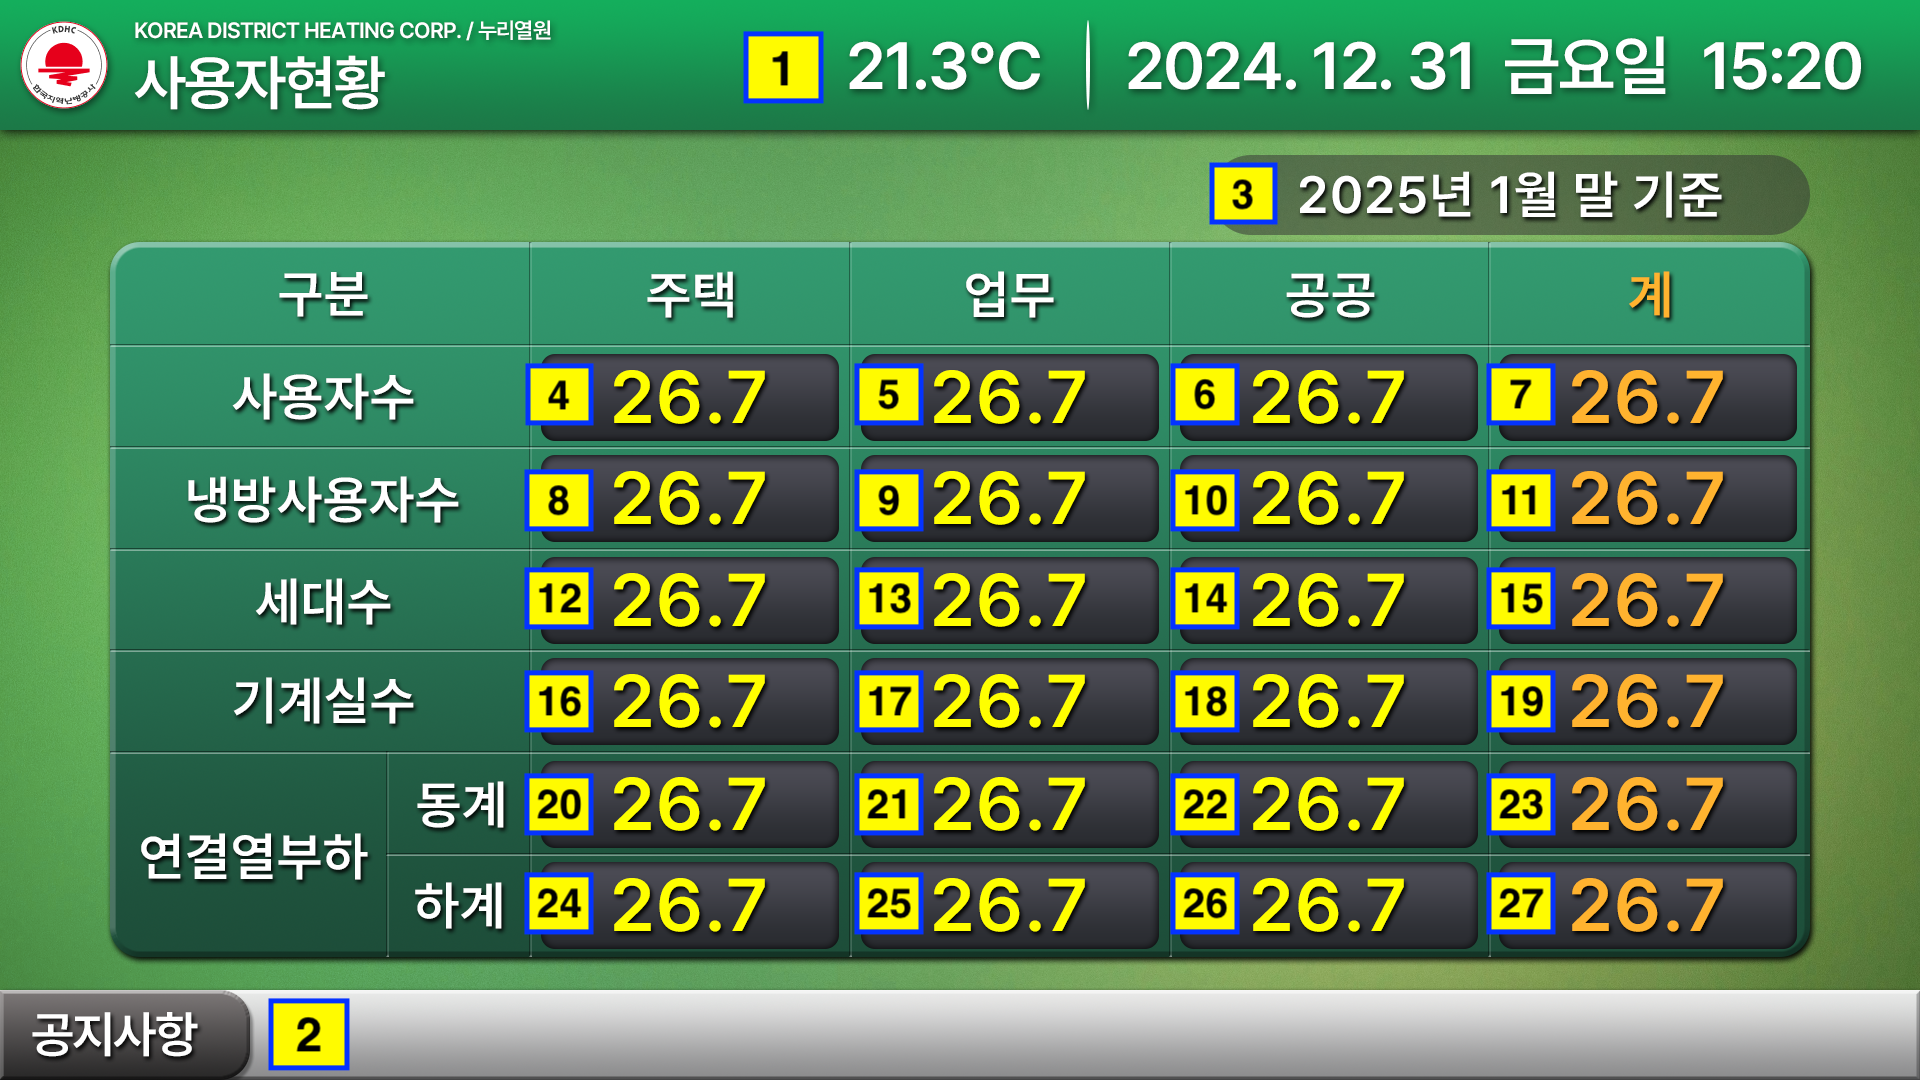 KDHC
한국지역난방공사
KOREA DISTRICT HEATING CORP. / 누리열원
사용자현황
1 21.3°C 2024. 12. 31 금요일 15:20
3 2025년 1월 말 기준
구분 주택 업무 공공 계
사용자수 4 26.7 5 26.7 6 26.7 7 26.7
냉방사용자수 8 26.7 9 26.7 10 26.7 11 26.7
세대수 12 26.7 13 26.7 14 26.7 15 26.7
기계실수 16 26.7 17 26.7 18 26.7 19 26.7
연결열부하
동계 20 26.7 21 26.7 22 26.7 23 26.7
하계 24 26.7 25 26.7 26 26.7 27 26.7
공지사항 2